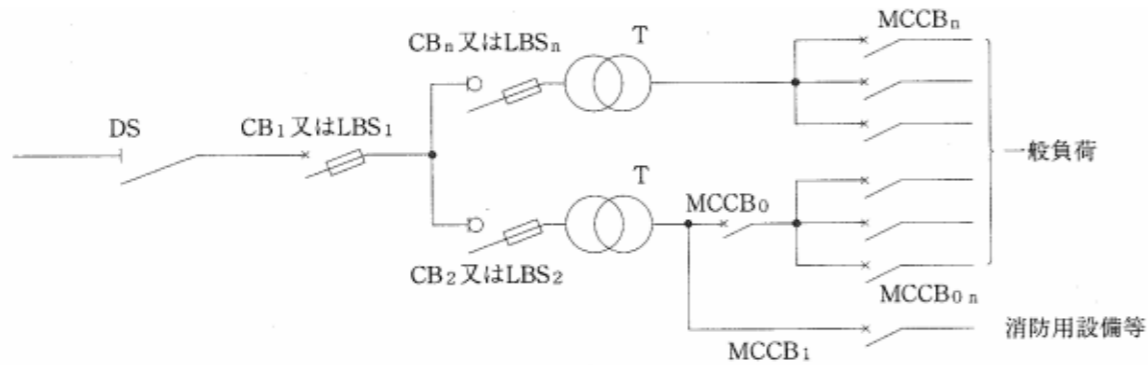 MCCBn
CBn又はLBSn
T
DS
CB1又はLBS1
一般負荷
T
MCCB0
CB2又はLBS2
MCCB0n
消防用設備等
MCCB1